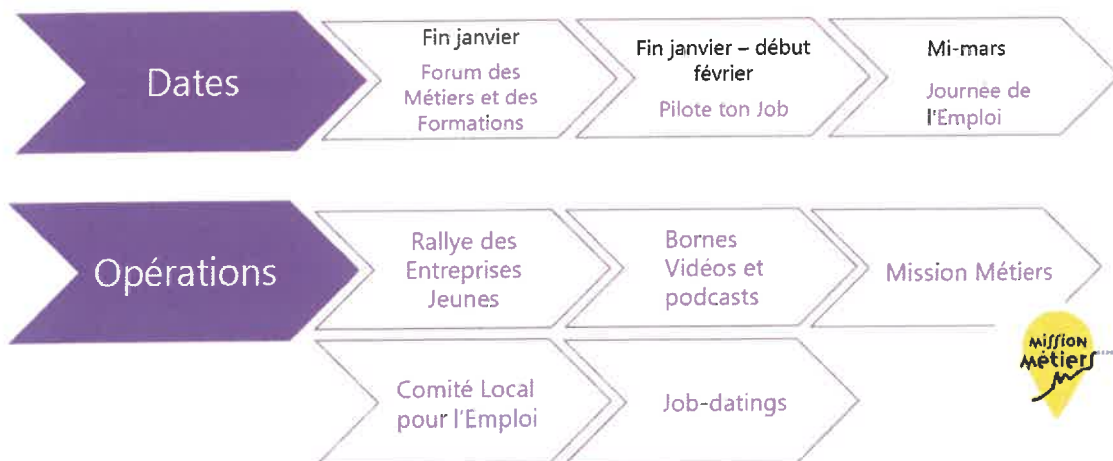 Dates
Fin janvier
Forum des
Métiers et des
Formations
Fin janvier – début
février
Pilote ton Job
Mi-mars
Journée de
l'Emploi
Opérations
Rallye des
Entreprises
Jeunes
Bornes
Vidéos et
podcasts
Mission Métiers
Mission
Métiers
Comité Local
pour l'Emploi
Job-datings